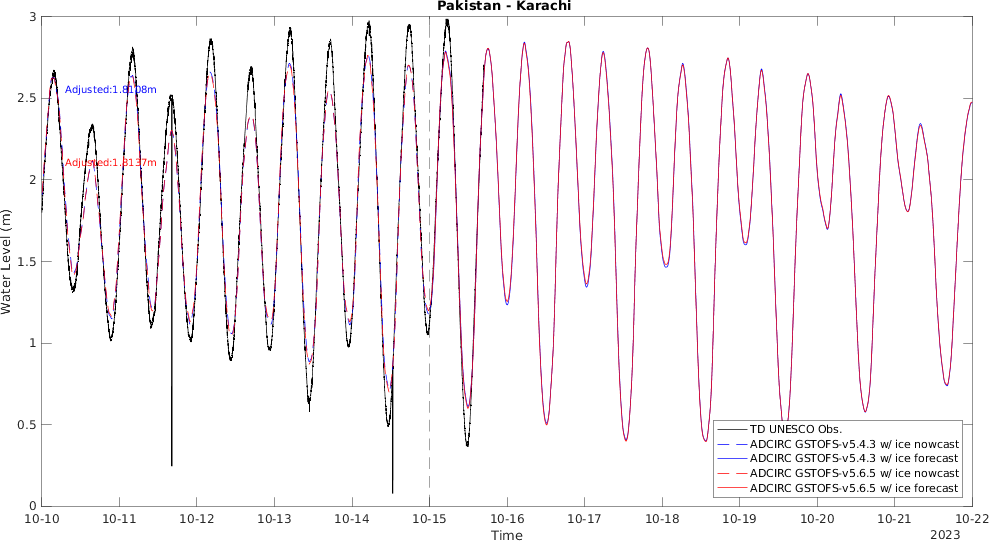 Pakistan - Karachi
3
2.5
2
1.5
1
0.5
0
Water Level (m)
Adjusted:1.8108m
Adjusted:1.8137m
TD UNESCO Obs.
ADCIRC GSTOFS-v5.4.3 w/ ice nowcast
ADCIRC GSTOFS-v5.4.3 w/ ice forecast
ADCIRC GSTOFS-v5.6.5 w/ ice nowcast
ADCIRC GSTOFS-v5.6.5 w/ ice forecast
10-10 10-11 10-12 10-13 10-14 10-15 10-16 10-17 10-18 10-19 10-20 10-21 10-22
Time
2023